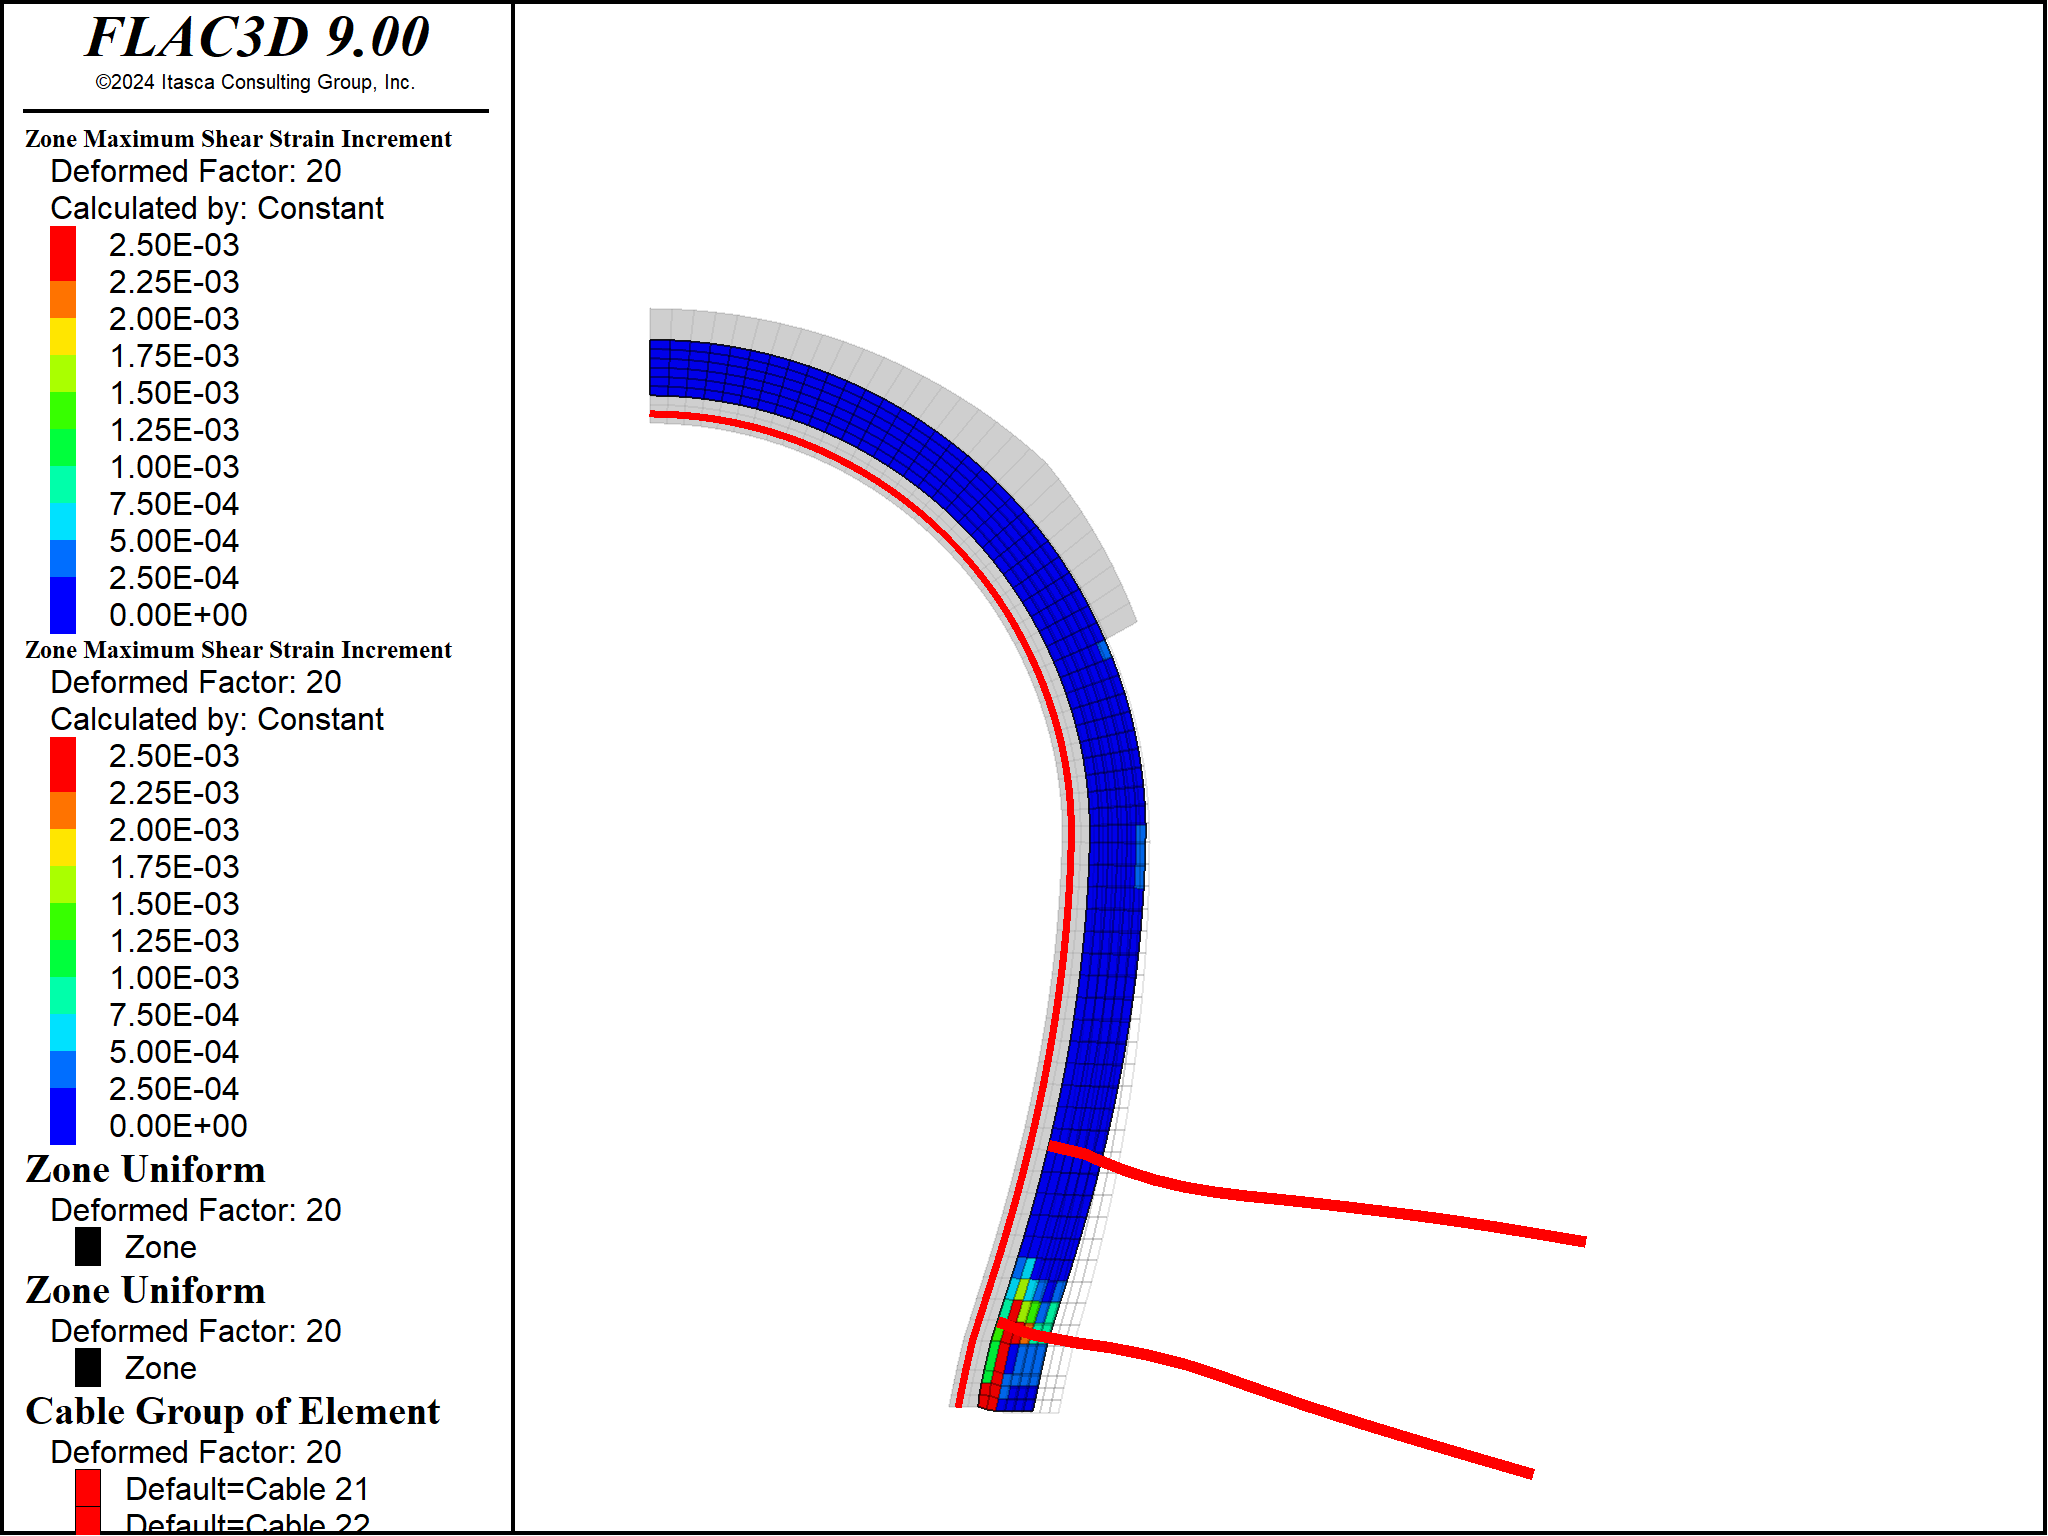 FLAC3D 9.00
©2024 Itasca Consulting Group, Inc.
Zone Maximum Shear Strain Increment
Deformed Factor: 20
Calculated by: Constant
2.50E-03
2.25E-03
2.00E-03
1.75E-03
1.50E-03
1.25E-03
1.00E-03
7.50E-04
5.00E-04
2.50E-04
0.00E+00
Zone Maximum Shear Strain Increment
Deformed Factor: 20
Calculated by: Constant
2.50E-03
2.25E-03
2.00E-03
1.75E-03
1.50E-03
1.25E-03
1.00E-03
7.50E-04
5.00E-04
2.50E-04
0.00E+00
Zone Uniform
Deformed Factor: 20
Zone
Zone Uniform
Deformed Factor: 20
Zone
Cable Group of Element
Deformed Factor: 20
Default=Cable 21
Default=Cable 22